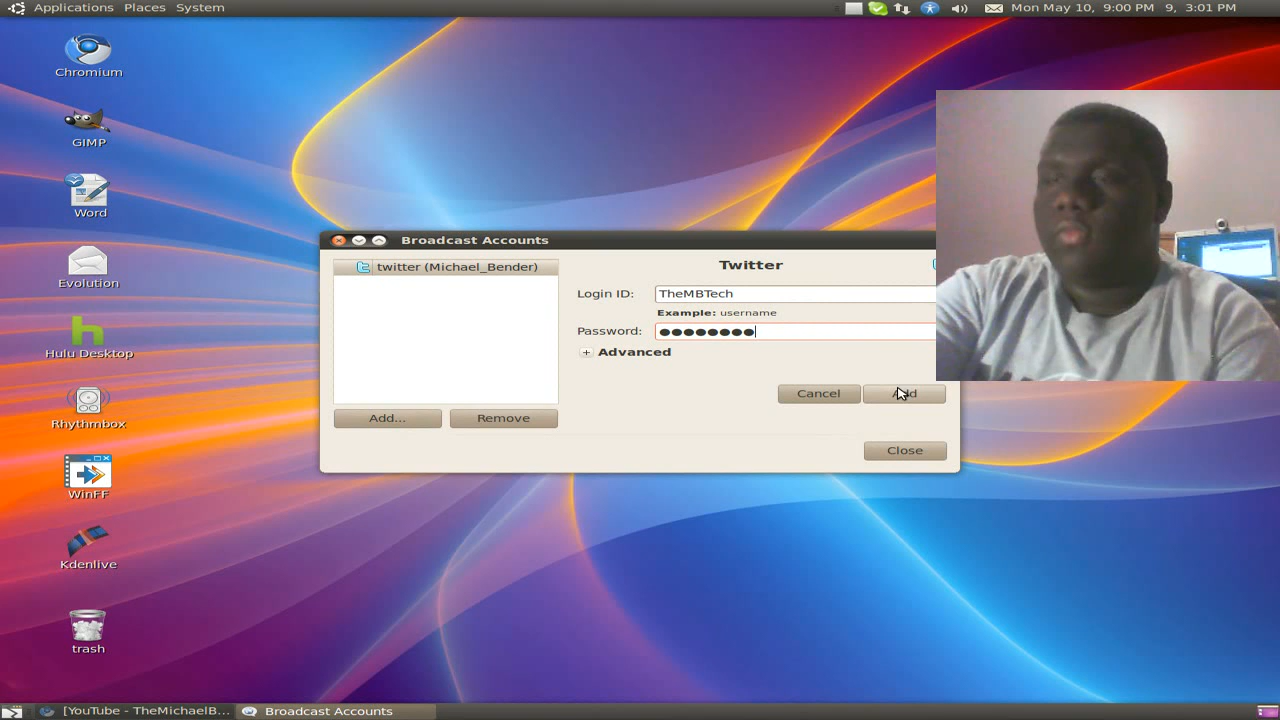 Applications Places System
Mon May 10, 9:00 PM 9, 3:01 PM
Chromium
GIMP
Word
Evolution
Hulu Desktop
Rhythmbox
WinFF
Kdenlive
trash
Broadcast Accounts
twitter (Michael_Bender)
Add...
Remove
Twitter
Login ID: TheMBTech
Example: username
Password:
+ Advanced
Cancel
Add
Close
[YouTube - TheMichaelB...
Broadcast Accounts